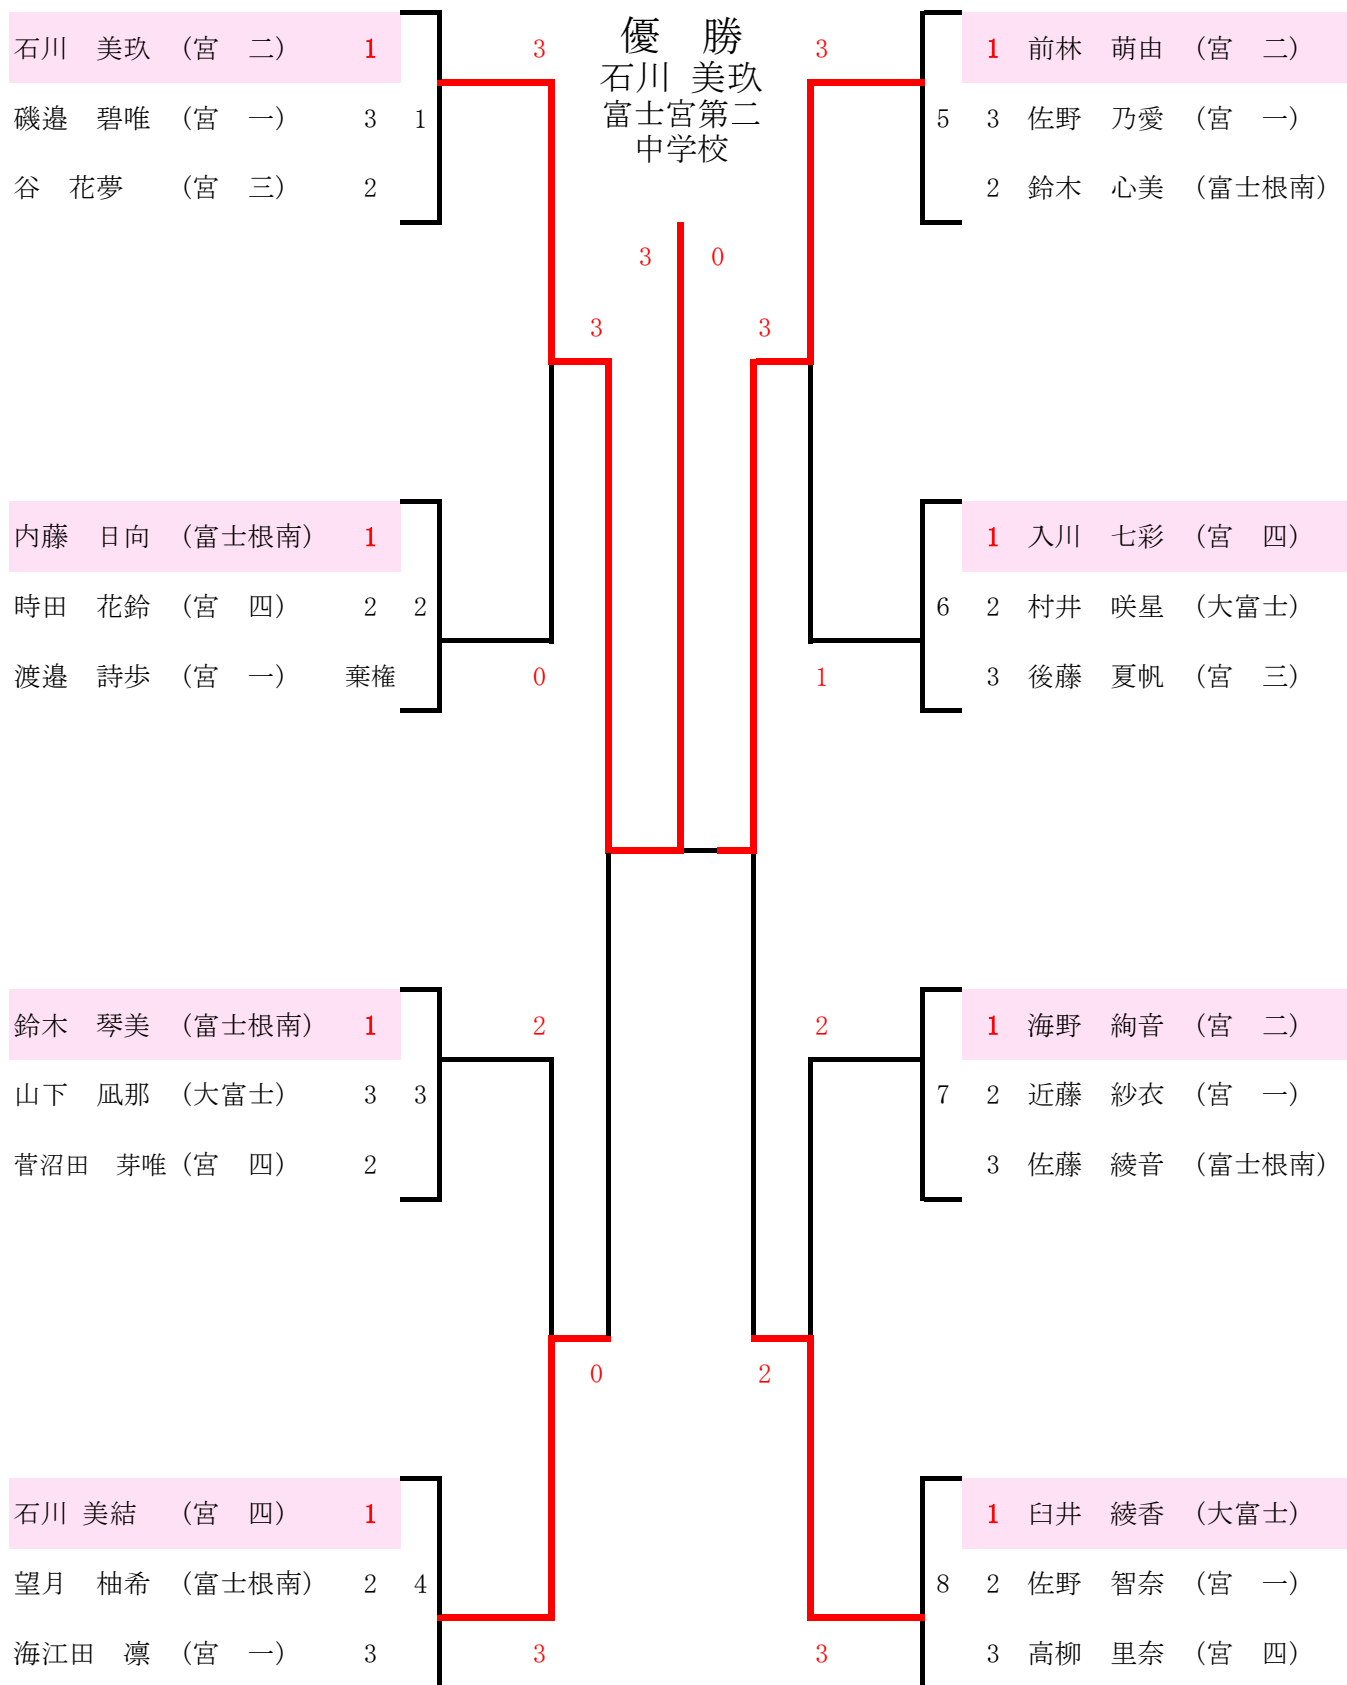 優　勝
石川 美玖
富士宮第二
中学校
石川　美玖　（宮　二）　1
磯邉　碧唯　（宮　一）　3　1
谷　花夢　（宮　三）　2
3
内藤　日向　（富士根南）　1
時田　花鈴　（宮　四）　2　2
渡邉　詩歩　（宮　一）　棄権
0
3
鈴木　琴美　（富士根南）　1
山下　凪那　（大富士）　3　3
菅沼田　芽唯　（宮　四）　2
2
石川 美結　（宮　四）　1
望月　柚希　（富士根南）　2　4
海江田　凛　（宮　一）　3
3
0
3　0
1　前林　萌由　（宮　二）
5　3　佐野　乃愛　（宮　一）
2　鈴木　心美　（富士根南）
3
1　入川　七彩　（宮　四）
6　2　村井　咲星　（大富士）
3　後藤　夏帆　（宮　三）
1
3
1　海野　絢音　（宮　二）
7　2　近藤　紗衣　（宮　一）
3　佐藤　綾音　（富士根南）
2
1　臼井　綾香　（大富士）
8　2　佐野　智奈　（宮　一）
3　高柳　里奈　（宮　四）
3
2